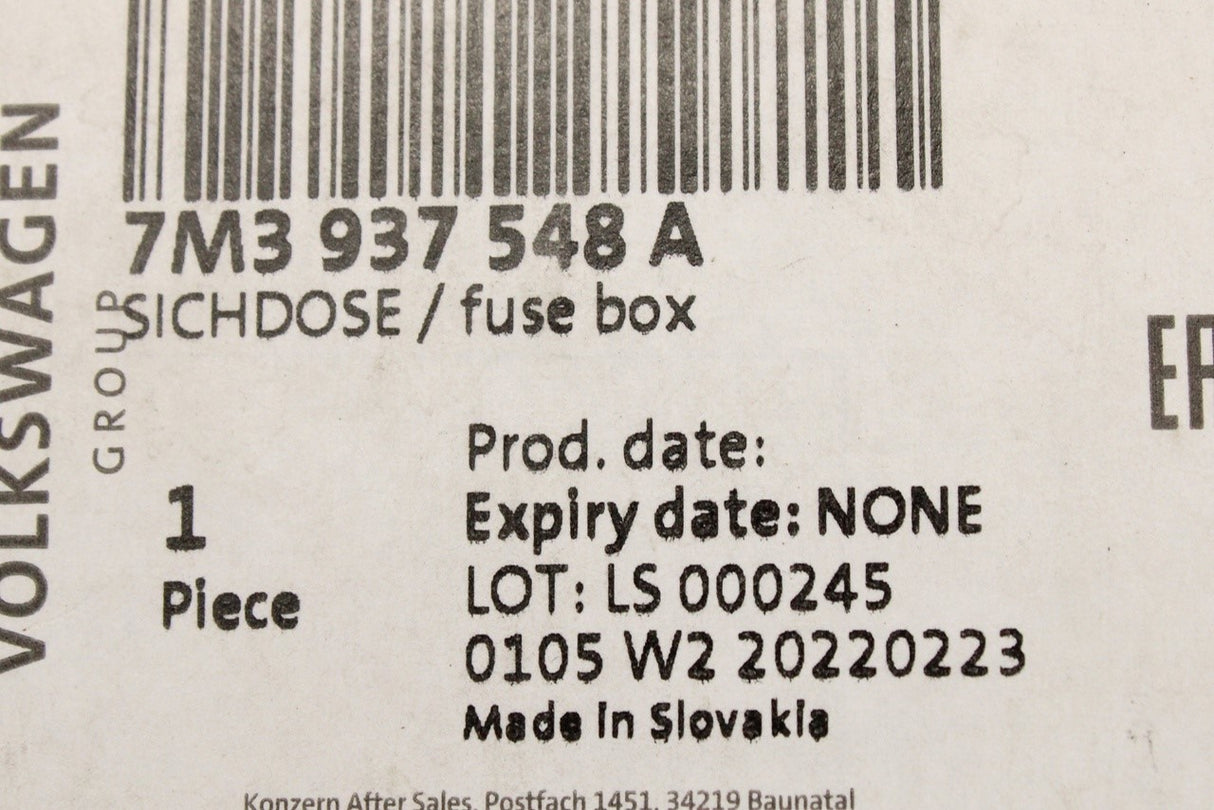 VOLKSWAGEN
GROUP
7M3 937 548 A
SICHDOSE / fuse box
1
Piece
Prod. date:
Expiry date: NONE
LOT: LS 000245
0105 W2 20220223
Made in Slovakia
Konzern After Sales, Postfach 1451, 34219 Baunatal